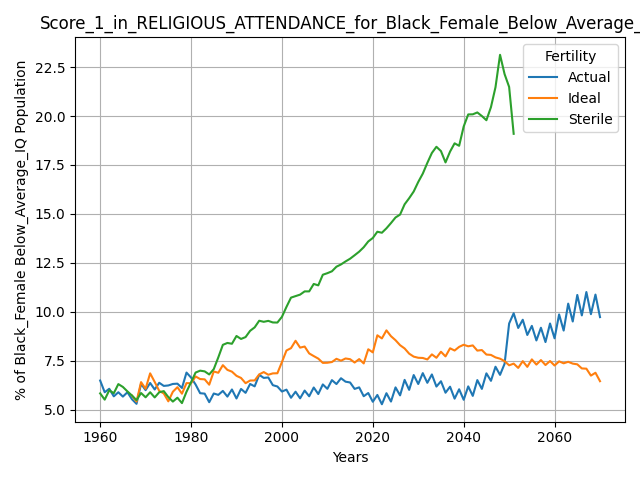 Score_1_in_RELIGIOUS_ATTENDANCE_for_Black_Female_Below_Average_
% of Black_Female Below_Average_IQ Population
22.5
20.0
17.5
15.0
12.5
10.0
7.5
5.0
Fertility
Actual
Ideal
Sterile
1960
1980
2000
2020
2040
2060
Years